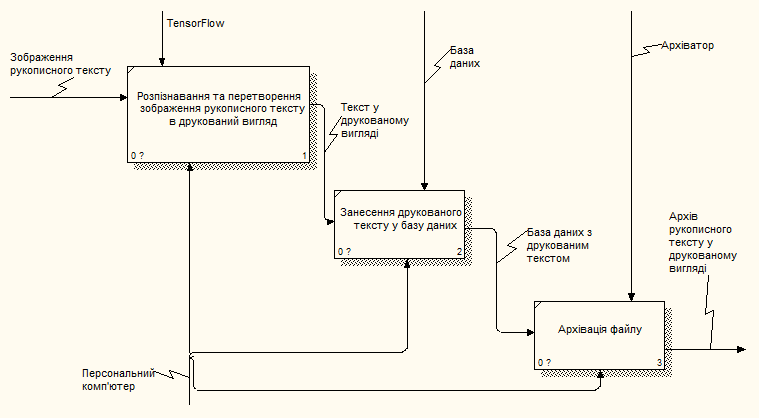 TensorFlow
Зображення
рукописного тексту
База
даних
Архіватор
Розпізнавання та перетворення
зображення рукописного тексту
в друкований вигляд
0 ?
1
Текст у
друкованому
вигляді
Занесення друкованого
тексту у базу даних
0 ?
2
База даних з
друкованим
текстом
Архів
рукописного
тексту у
друкованому
вигляді
Архівація файлу
0 ?
3
Персональний
комп'ютер